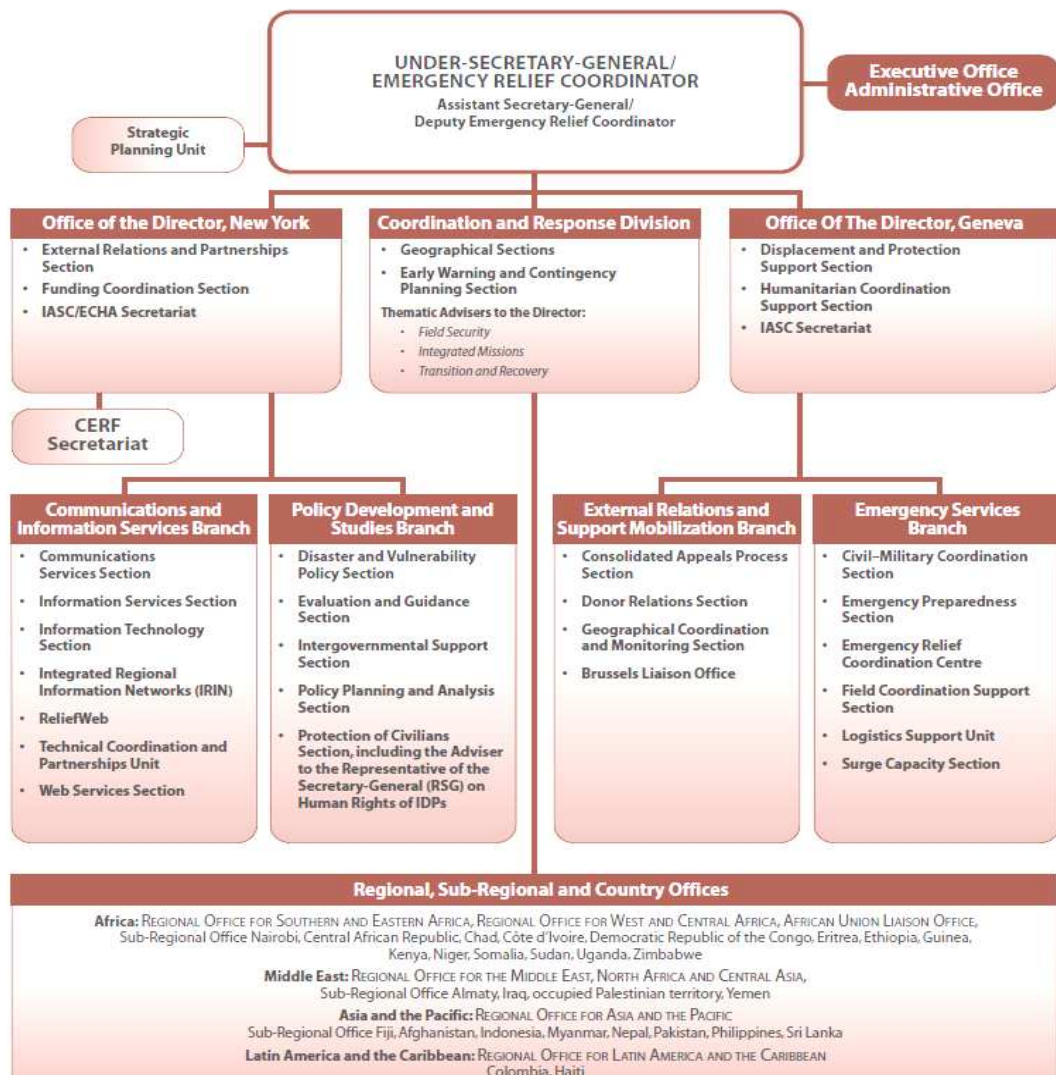 UNDER-SECRETARY-GENERAL/
EMERGENCY RELIEF COORDINATOR
Assistant Secretary-General/
Deputy Emergency Relief Coordinator
Executive Office
Administrative Office
Strategic
Planning Unit
Office of the Director, New York
• External Relations and Partnerships
Section
• Funding Coordination Section
• IASC/ECHA Secretariat
Coordination and Response Division
• Geographical Sections
• Early Warning and Contingency
Planning Section
Thematic Advisers to the Director:
• Field Security
• Integrated Missions
• Transition and Recovery
Office Of The Director, Geneva
• Displacement and Protection
Support Section
• Humanitarian Coordination
Support Section
• IASC Secretariat
CERF
Secretariat
Communications and
Information Services Branch
• Communications
Services Section
• Information Services Section
• Information Technology
Section
• Integrated Regional
Information Networks (IRIN)
• ReliefWeb
• Technical Coordination and
Partnerships Unit
• Web Services Section
Policy Development and
Studies Branch
• Disaster and Vulnerability
Policy Section
• Evaluation and Guidance
Section
• Intergovernmental Support
Section
• Policy Planning and Analysis
Section
• Protection of Civilians
Section, including the Adviser
to the Representative of the
Secretary-General (RSG) on
Human Rights of IDPs
External Relations and
Support Mobilization Branch
• Consolidated Appeals Process
Section
• Donor Relations Section
• Geographical Coordination
and Monitoring Section
• Brussels Liaison Office
Emergency Services
Branch
• Civil–Military Coordination
Section
• Emergency Preparedness
Section
• Emergency Relief
Coordination Centre
• Field Coordination Support
Section
• Logistics Support Unit
• Surge Capacity Section
Regional, Sub-Regional and Country Offices
Africa: REGIONAL OFFICE FOR SOUTHERN AND EASTERN AFRICA, REGIONAL OFFICE FOR WEST AND CENTRAL AFRICA, AFRICAN UNION LIAISON OFFICE,
Sub-Regional Office Nairobi, Central African Republic, Chad, Côte d'Ivoire, Democratic Republic of the Congo, Eritrea, Ethiopia, Guinea,
Kenya, Niger, Somalia, Sudan, Uganda, Zimbabwe
Middle East: REGIONAL OFFICE FOR THE MIDDLE EAST, NORTH AFRICA AND CENTRAL ASIA,
Sub-Regional Office Almaty, Iraq, occupied Palestinian territory, Yemen
Asia and the Pacific: REGIONAL OFFICE FOR ASIA AND THE PACIFIC
Sub-Regional Office Fiji, Afghanistan, Indonesia, Myanmar, Nepal, Pakistan, Philippines, Sri Lanka
Latin America and the Caribbean: REGIONAL OFFICE FOR LATIN AMERICA AND THE CARIBBEAN
Colombia, Haiti